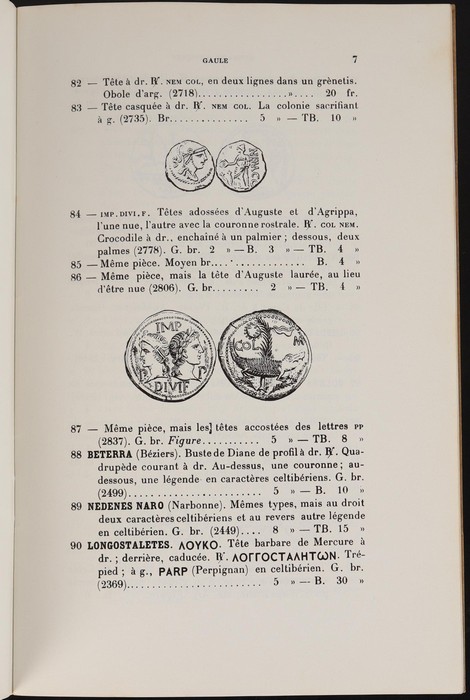 GAULE 7
82 — Tête à dr. ℟. NEM COL, en deux lignes dans un grènetis.
Obole d'arg. (2718)................ » .... 20 fr.
83 — Tête casquée à dr. ℟. NEM COL. La colonie sacrifiant
à g. (2735). Br.............. 5 » — TB. 10 »
NEM COL
84 — IMP. DIVI. F. Têtes adossées d'Auguste et d'Agrippa,
l'une nue, l'autre avec la couronne rostrale. ℟. COL NEM.
Crocodile à dr., enchaîné à un palmier ; dessous, deux
palmes (2778). G. br. 2 » — B. 3 » — TB. 4 »
85 — Même pièce. Moyen br................ B. 4 »
86 — Même pièce, mais la tête d'Auguste laurée, au lieu
d'être nue (2806). G. br......... 2 » — TB. 4 »
IMP
P P
DIVI F
COL NEM
87 — Même pièce, mais les têtes accostées des lettres PP
(2837). G. br. Figure........... 5 » — TB. 8 »
88 BETERRA (Béziers). Buste de Diane de profil à dr. ℟. Qua-
drupède courant à dr. Au-dessus, une couronne ; au-
dessous, une légende en caractères celtibériens. G. br.
(2499)......................... 5 » — B. 10 »
89 NEDENES NARO (Narbonne). Mêmes types, mais au droit
deux caractères celtibériens et au revers autre légende
en celtibérien. G. br. (2449).... 8 » — TB. 15 »
90 LONGOSTALETES. ΛΟΥΚΟ. Tête barbare de Mercure à
dr. ; derrière, caducée. ℟. ΛΟΓΓΟCΤΑΛΗΤѠΝ. Tré-
pied ; à g., PARP (Perpignan) en celtibérien. G. br.
(2369)......................... 5 » — B. 30 »